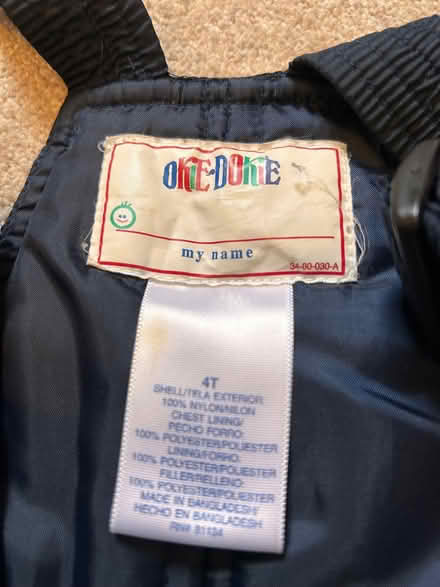 OKIE-DOKIE
my name
34-00-030-A
4T
SHELL/TELA EXTERIOR:
100% NYLON/NILON
CHEST LINING/
PECHO FORRO:
100% POLYESTER/POLIESTER
LINING/FORRO:
100% POLYESTER/POLIESTER
FILLER/RELLENO:
100% POLYESTER/POLIESTER
MADE IN BANGLADESH/
HECHO EN BANGLADESH
RN# 81134